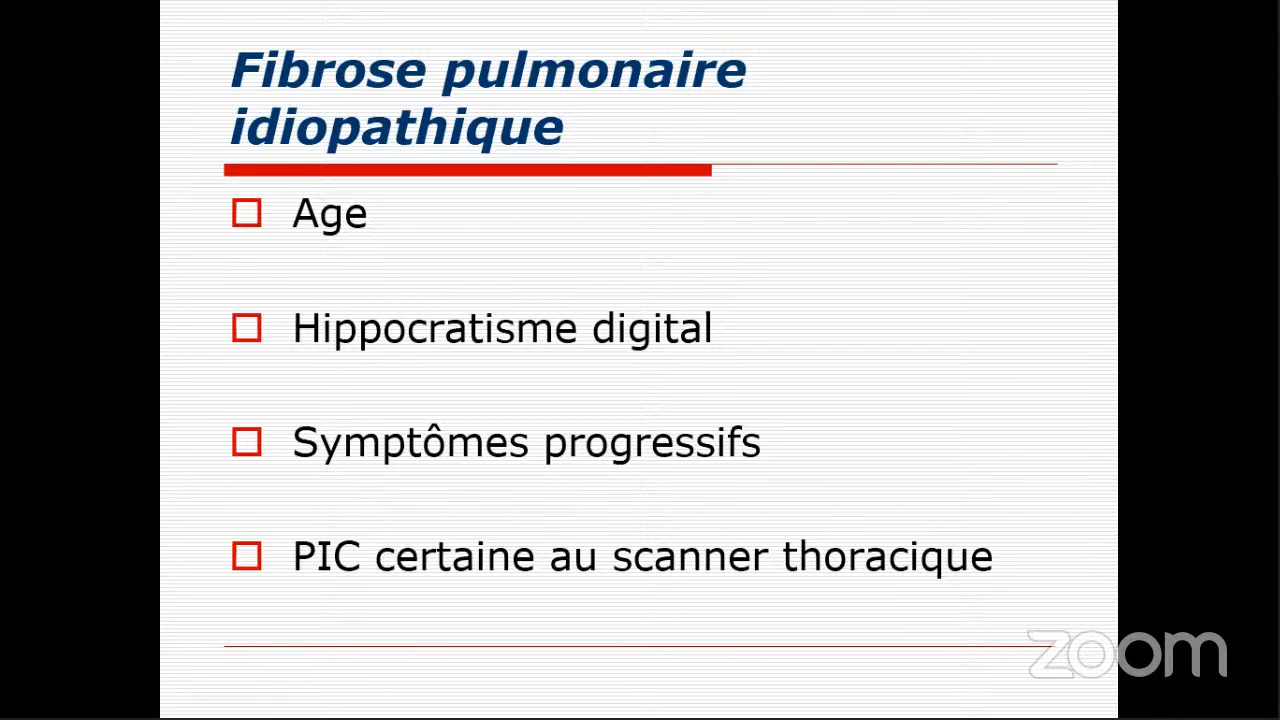 Fibrose pulmonaire
idiopathique
Age
Hippocratisme digital
Symptômes progressifs
PIC certaine au scanner thoracique
zoom